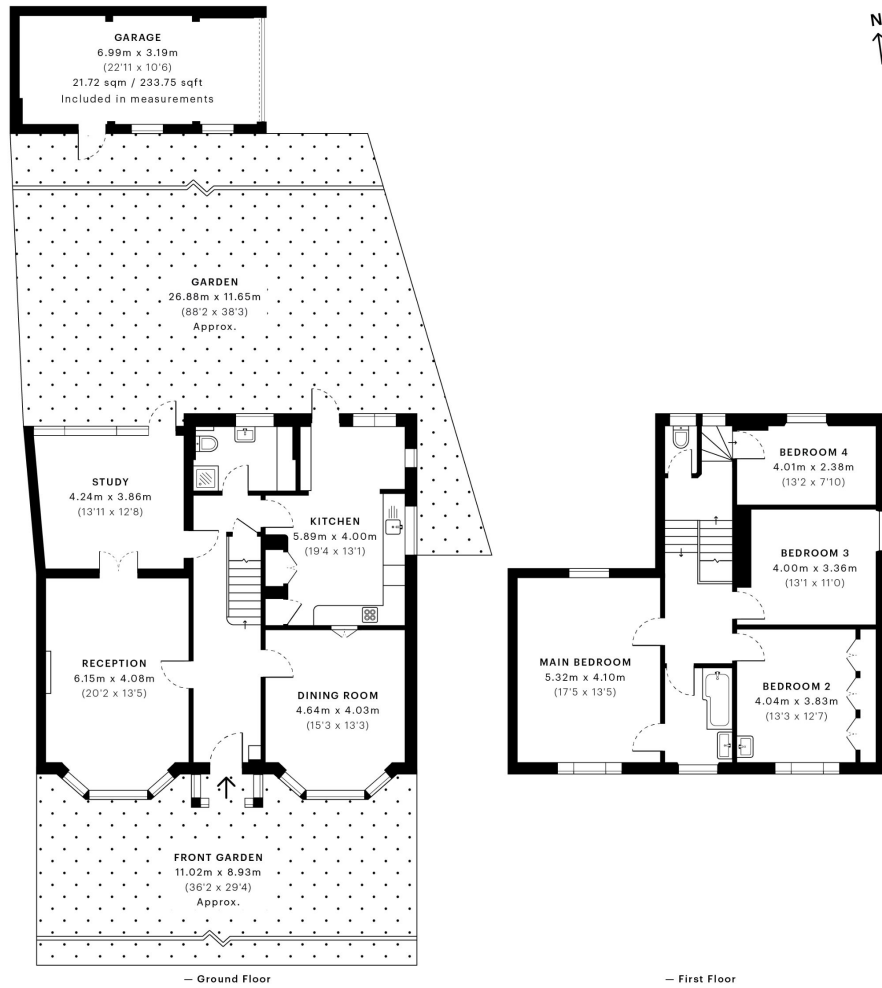 N
GARAGE
6.99m x 3.19m
(22'11 x 10'6)
21.72 sqm / 233.75 sqft
Included in measurements
GARDEN
26.88m x 11.65m
(88'2 x 38'3)
Approx.
STUDY
4.24m x 3.86m
(13'11 x 12'8)
KITCHEN
5.89m x 4.00m
(19'4 x 13'1)
RECEPTION
6.15m x 4.08m
(20'2 x 13'5)
DINING ROOM
4.64m x 4.03m
(15'3 x 13'3)
FRONT GARDEN
11.02m x 8.93m
(36'2 x 29'4)
Approx.
— Ground Floor
BEDROOM 4
4.01m x 2.38m
(13'2 x 7'10)
BEDROOM 3
4.00m x 3.36m
(13'1 x 11'0)
MAIN BEDROOM
5.32m x 4.10m
(17'5 x 13'5)
BEDROOM 2
4.04m x 3.83m
(13'3 x 12'7)
— First Floor